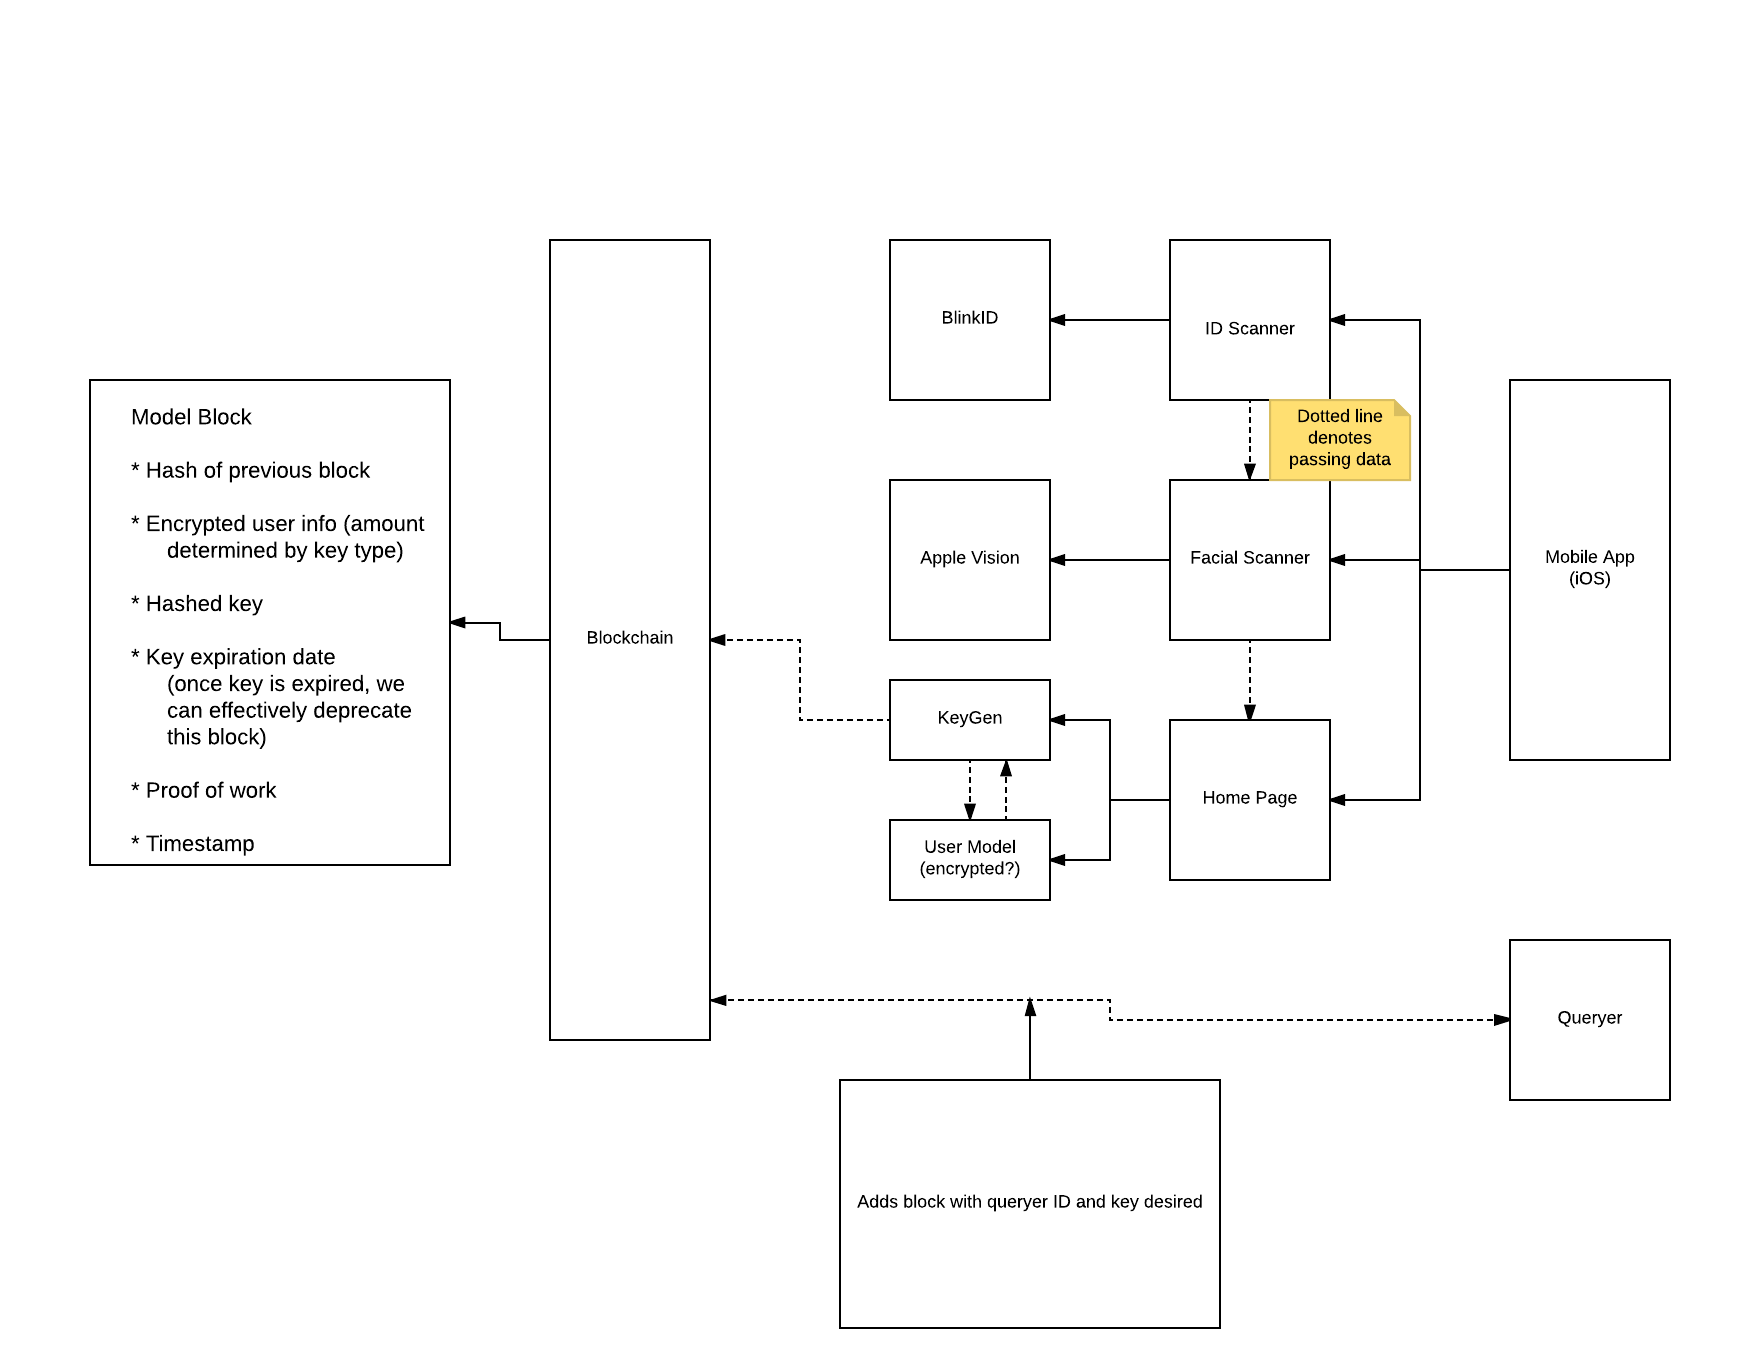 BlinkID
ID Scanner
Dotted line
denotes
passing data
Model Block
* Hash of previous block
* Encrypted user info (amount
determined by key type)
* Hashed key
* Key expiration date
(once key is expired, we
can effectively deprecate
this block)
* Proof of work
* Timestamp
Blockchain
Apple Vision
Facial Scanner
Mobile App
(iOS)
KeyGen
User Model
(encrypted?)
Home Page
Queryer
Adds block with queryer ID and key desired